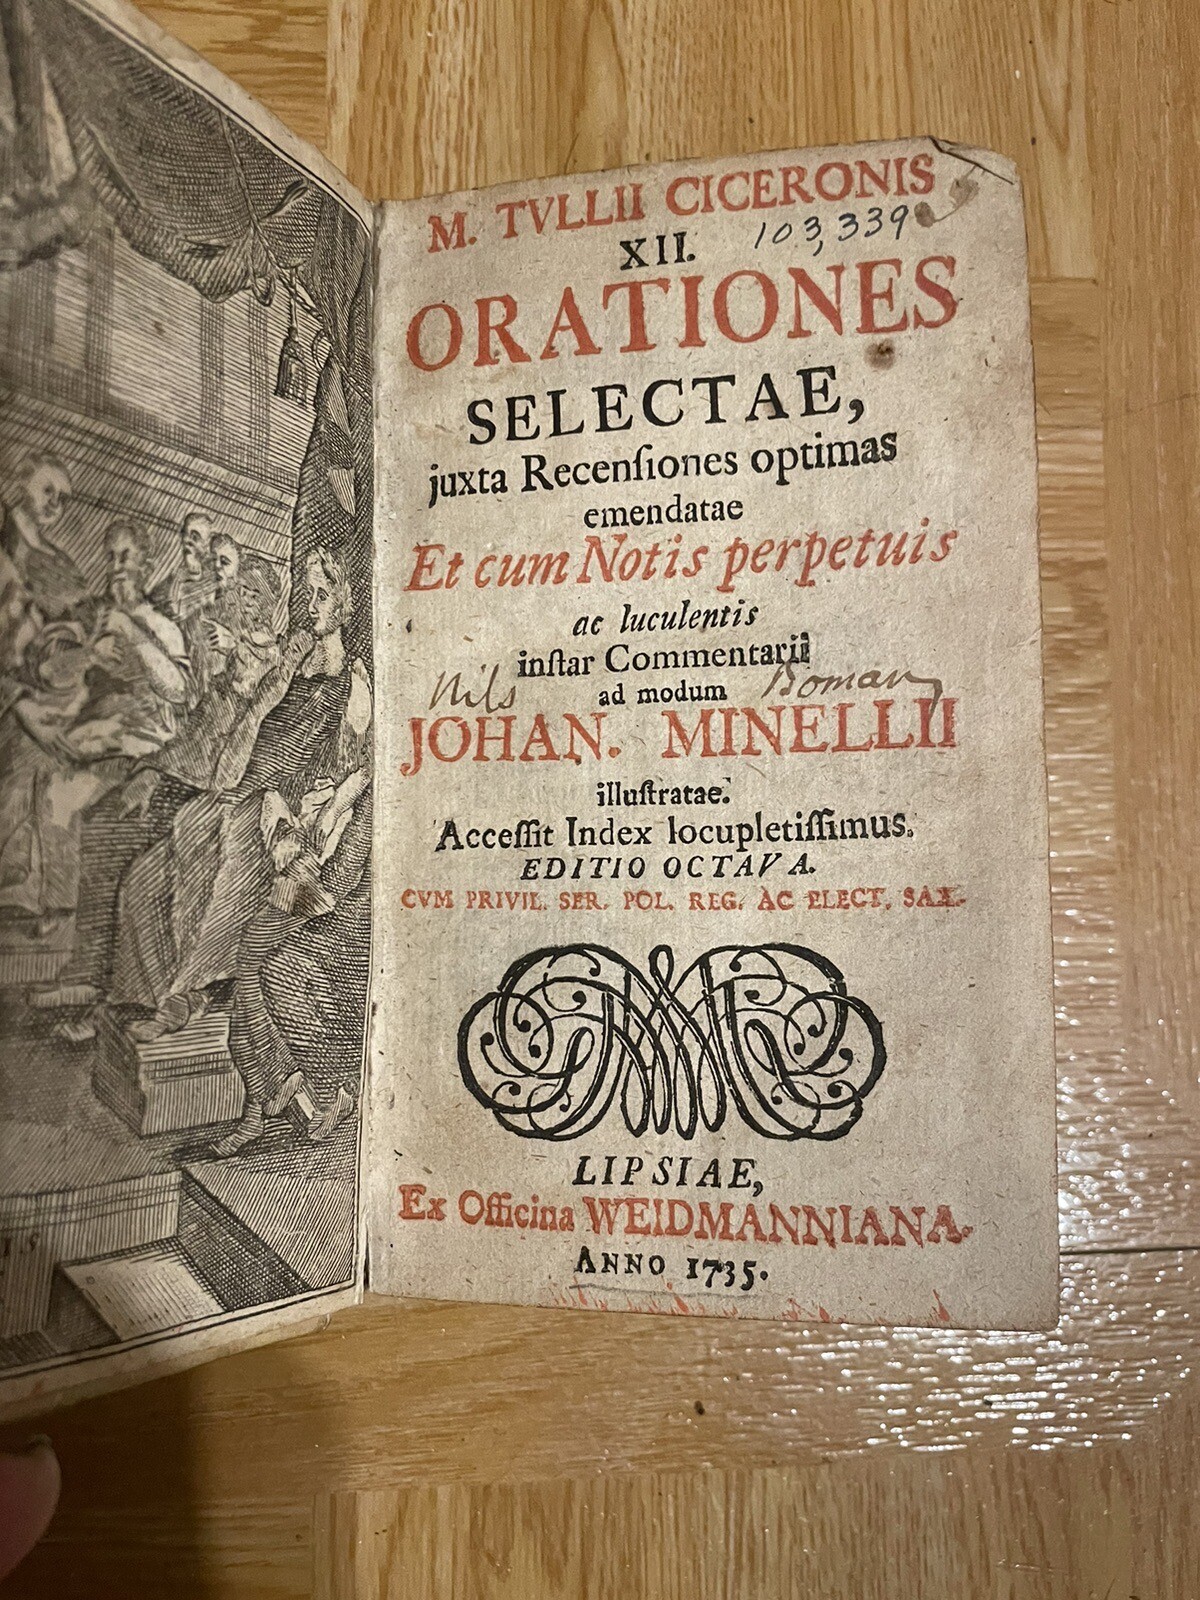 M. TVLLII CICERONIS
103,339
XII.
ORATIONES
SELECTAE,
juxta Recenſiones optimas
emendatae
Et cum Notis perpetuis
ac luculentis
inſtar Commentarii
Nils ad modum Boman
JOHAN. MINELLII
illuſtratae.
Acceſſit Index locupletiſſimus.
EDITIO OCTAVA.
CVM PRIVIL. SER. POL. REG. AC ELECT. SAX.
LIPSIAE,
Ex Officina WEIDMANNIANA.
ANNO 1735.